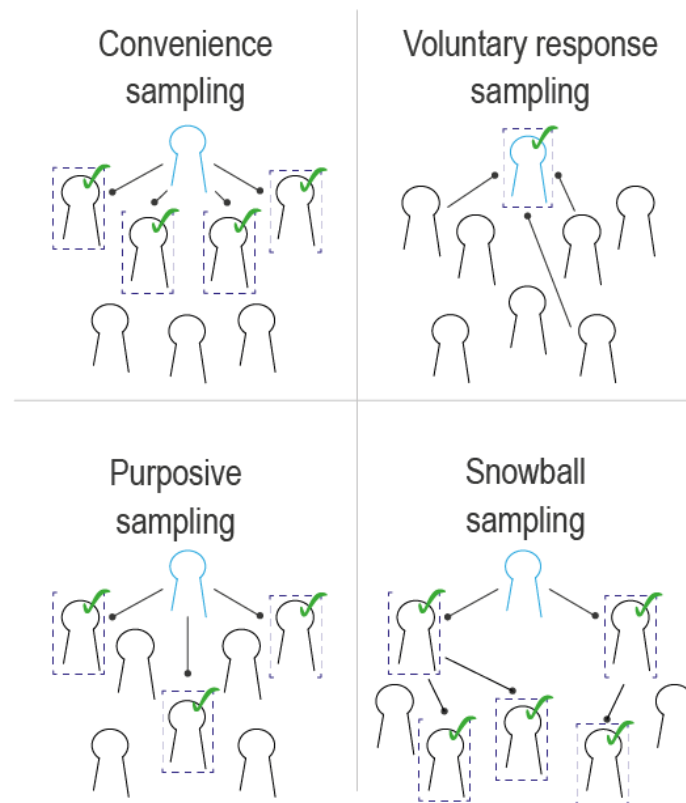 Convenience
sampling
Voluntary response
sampling
Purposive
sampling
Snowball
sampling